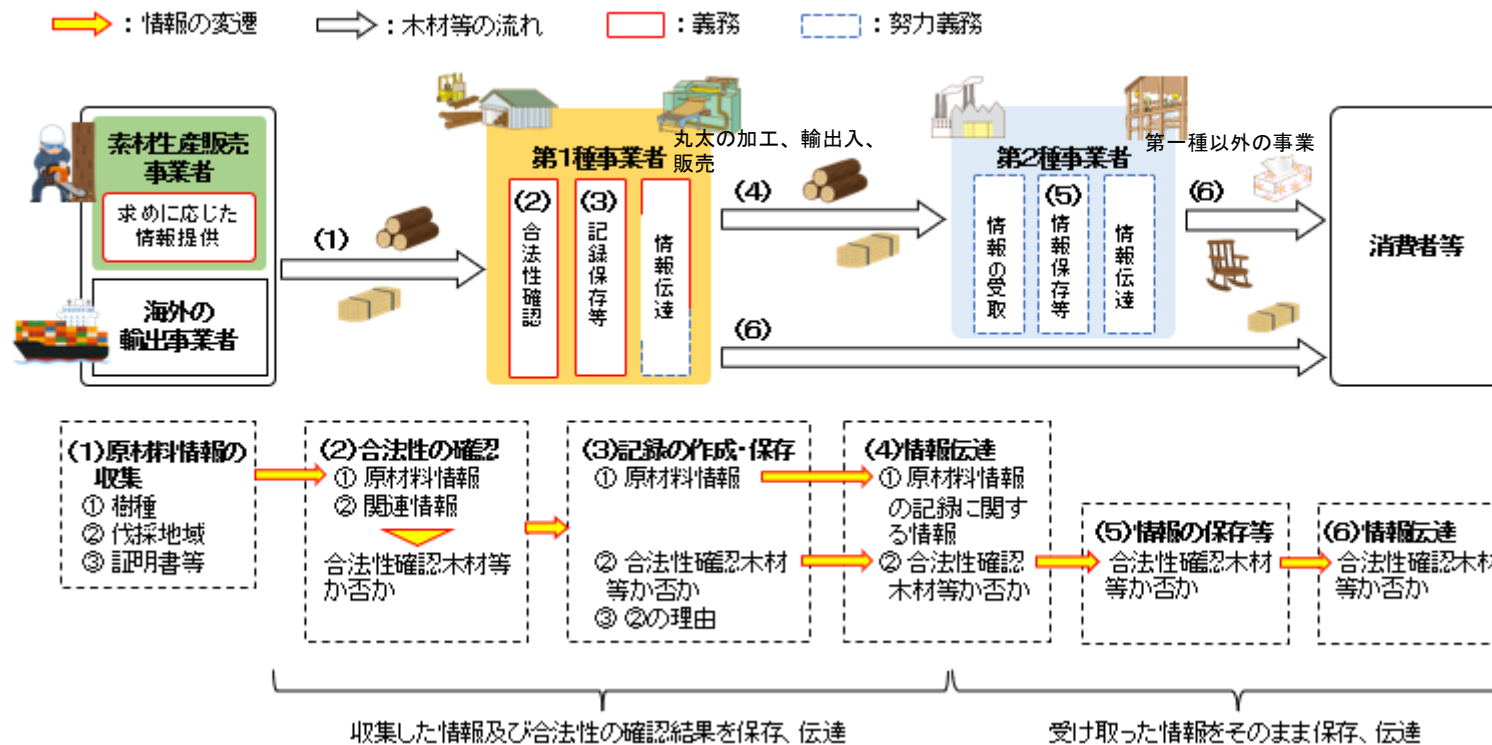 ：情報の変遷
：木材等の流れ
：義務
：努力義務
素材生産販売
事業者
求めに応じた
情報提供
海外の
輸出事業者
(1)
第1種事業者
丸太の加工、輸出入、
販売
(2)
合法性確認
(3)
記録保存等
情報伝達
(4)
(6)
第2種事業者
第一種以外の事業
情報の受取
(5)
情報保存等
情報伝達
(6)
消費者等
(1)原材料情報の
収集
① 樹種
② 伐採地域
③ 証明書等
(2)合法性の確認
① 原材料情報
② 関連情報
合法性確認木材等
か否か
(3)記録の作成・保存
① 原材料情報
② 合法性確認木材
等か否か
③ ②の理由
(4)情報伝達
① 原材料情報
の記録に関す
る情報
② 合法性確認
木材等か否か
(5)情報の保存等
合法性確認木材
等か否か
(6)情報伝達
合法性確認木材
等か否か
収集した情報及び合法性の確認結果を保存、伝達
受け取った情報をそのまま保存、伝達